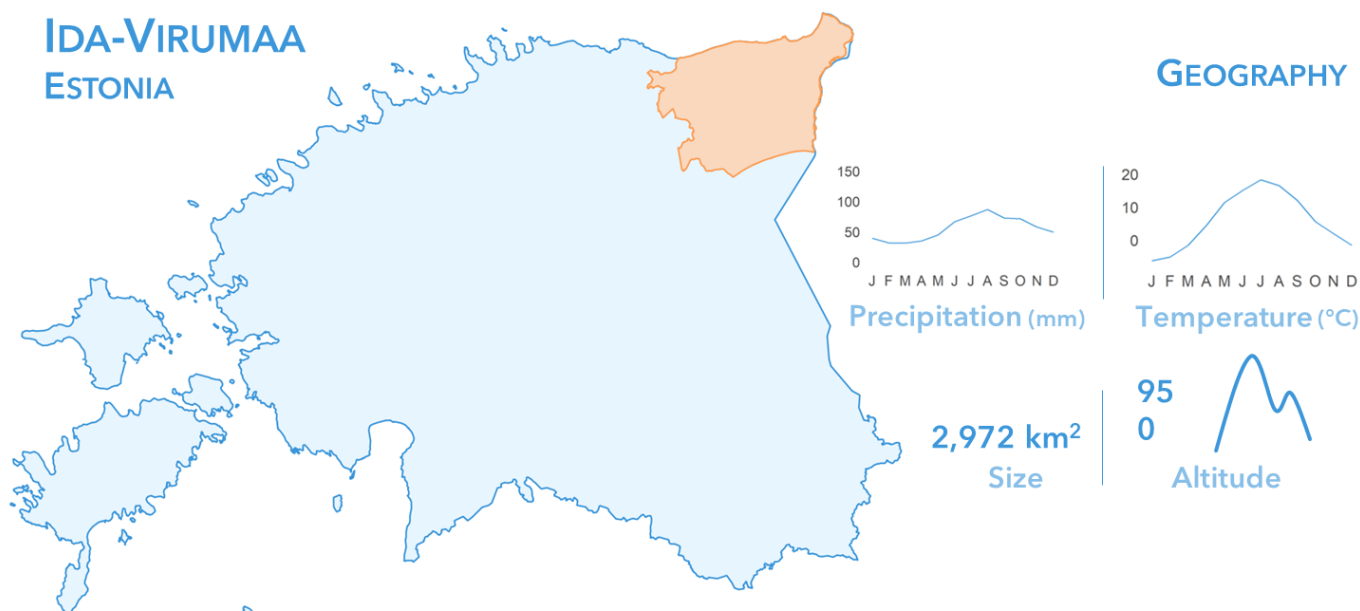 IDA-VIRUMAA
ESTONIA
GEOGRAPHY
150
100
50
0
J F M A M J J A S O N D
Precipitation (mm)
20
10
0
J F M A M J J A S O N D
Temperature (°C)
2,972 km²
Size
95
0
Altitude